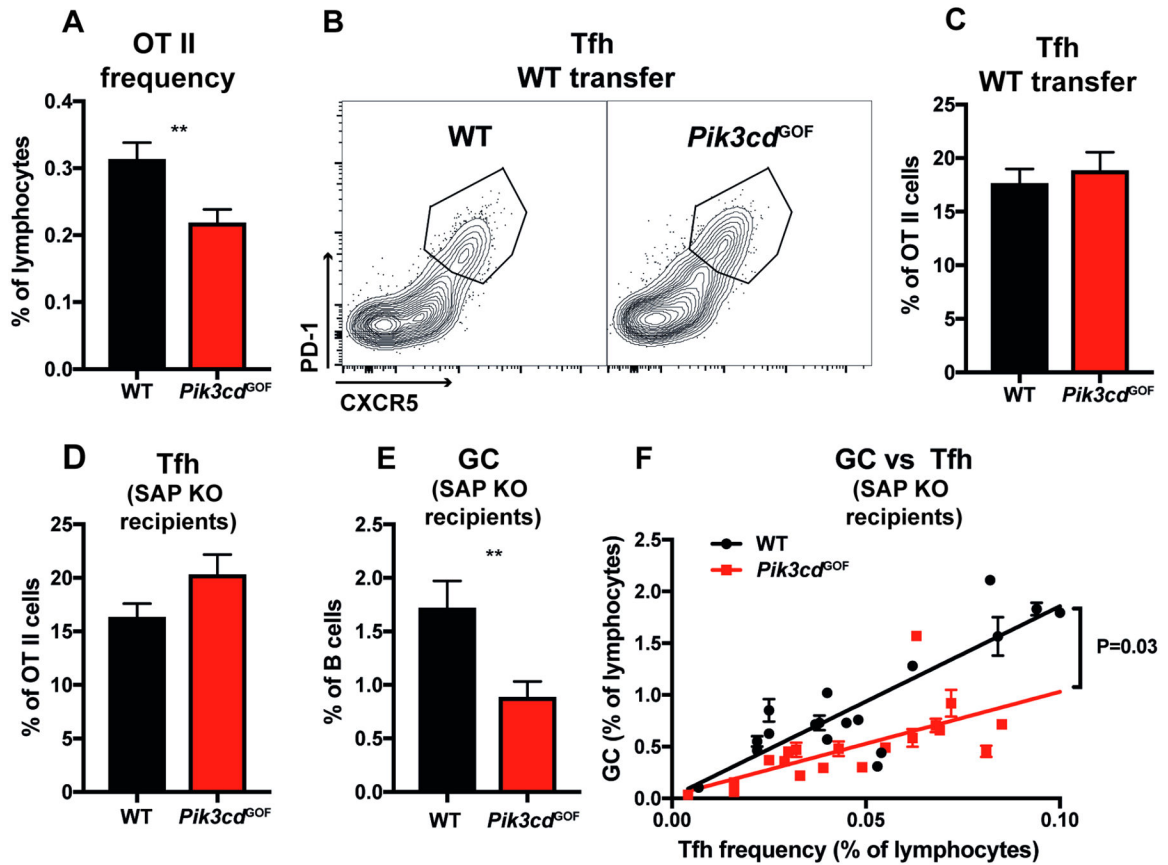 A
OT II
frequency
% of lymphocytes
0.4
0.3
0.2
0.1
0.0
**
WT
Pik3cdGOF
B
Tfh
WT transfer
WT
Pik3cdGOF
PD-1
CXCR5
C
Tfh
WT transfer
% of OT II cells
25
20
15
10
5
0
WT
Pik3cdGOF
D
Tfh
(SAP KO
recipients)
% of OT II cells
25
20
15
10
5
0
WT
Pik3cdGOF
E
GC
(SAP KO
recipients)
% of B cells
2.5
2.0
1.5
1.0
0.5
0.0
**
WT
Pik3cdGOF
F
GC vs Tfh
(SAP KO
recipients)
GC (% of lymphocytes)
2.5
2.0
1.5
1.0
0.5
0.0
WT
Pik3cdGOF
P=0.03
0.00
0.05
0.10
Tfh frequency (% of lymphocytes)